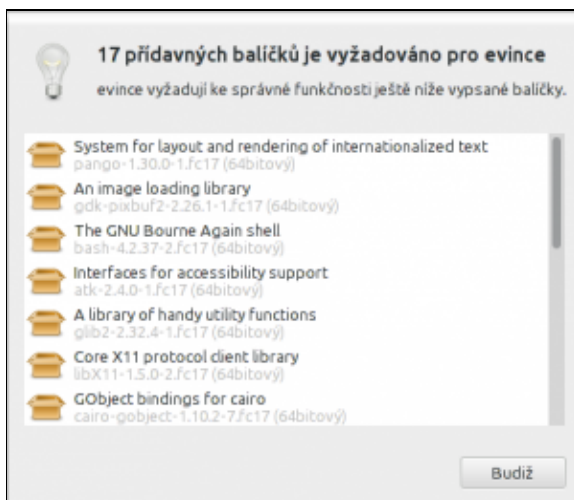 17 přídavných balíčků je vyžadováno pro evince
evince vyžadují ke správné funkčnosti ještě níže vypsané balíčky.
System for layout and rendering of internationalized text
pango-1.30.0-1.fc17 (64bitový)
An image loading library
gdk-pixbuf2-2.26.1-1.fc17 (64bitový)
The GNU Bourne Again shell
bash-4.2.37-2.fc17 (64bitový)
Interfaces for accessibility support
atk-2.4.0-1.fc17 (64bitový)
A library of handy utility functions
glib2-2.32.4-1.fc17 (64bitový)
Core X11 protocol client library
libX11-1.5.0-2.fc17 (64bitový)
GObject bindings for cairo
cairo-gobject-1.10.2-7.fc17 (64bitový)
Budiž